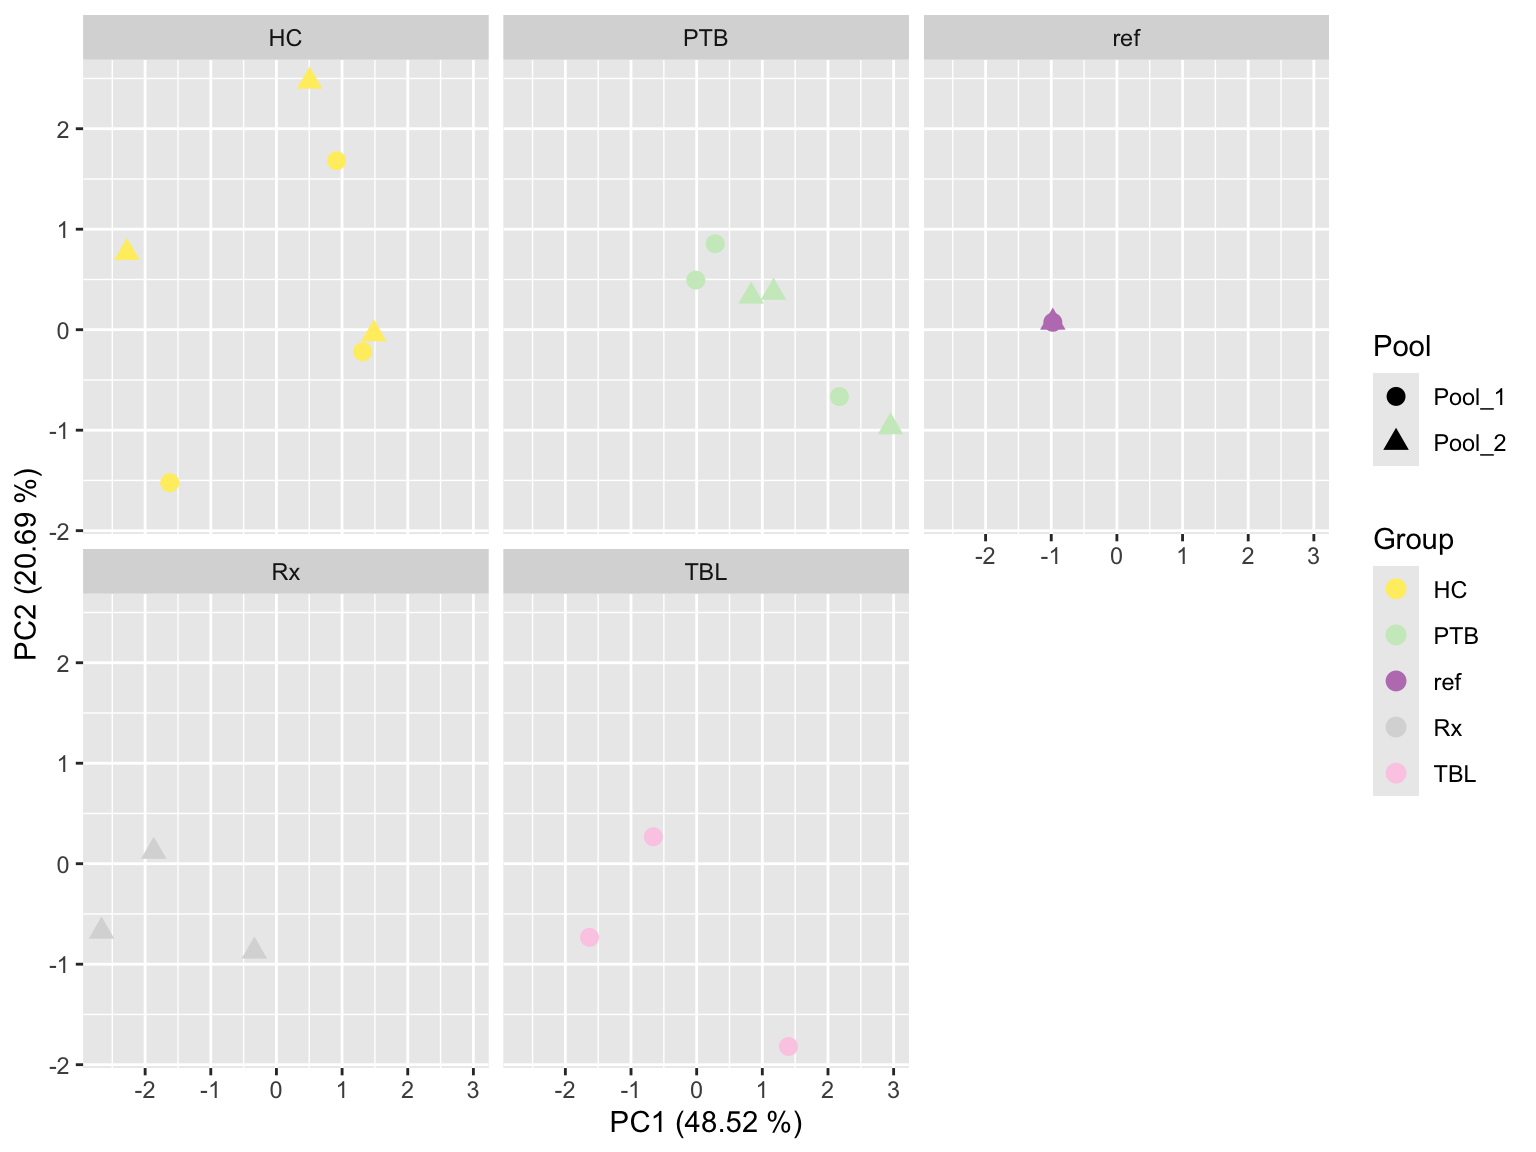 HC
PTB
ref
2
1
0
-1
-2
-2 -1 0 1 2 3
Rx
TBL
2
1
0
-1
-2
-2 -1 0 1 2 3
-2 -1 0 1 2 3
PC1 (48.52 %)
PC2 (20.69 %)
Pool
Pool_1
Pool_2
Group
HC
PTB
ref
Rx
TBL